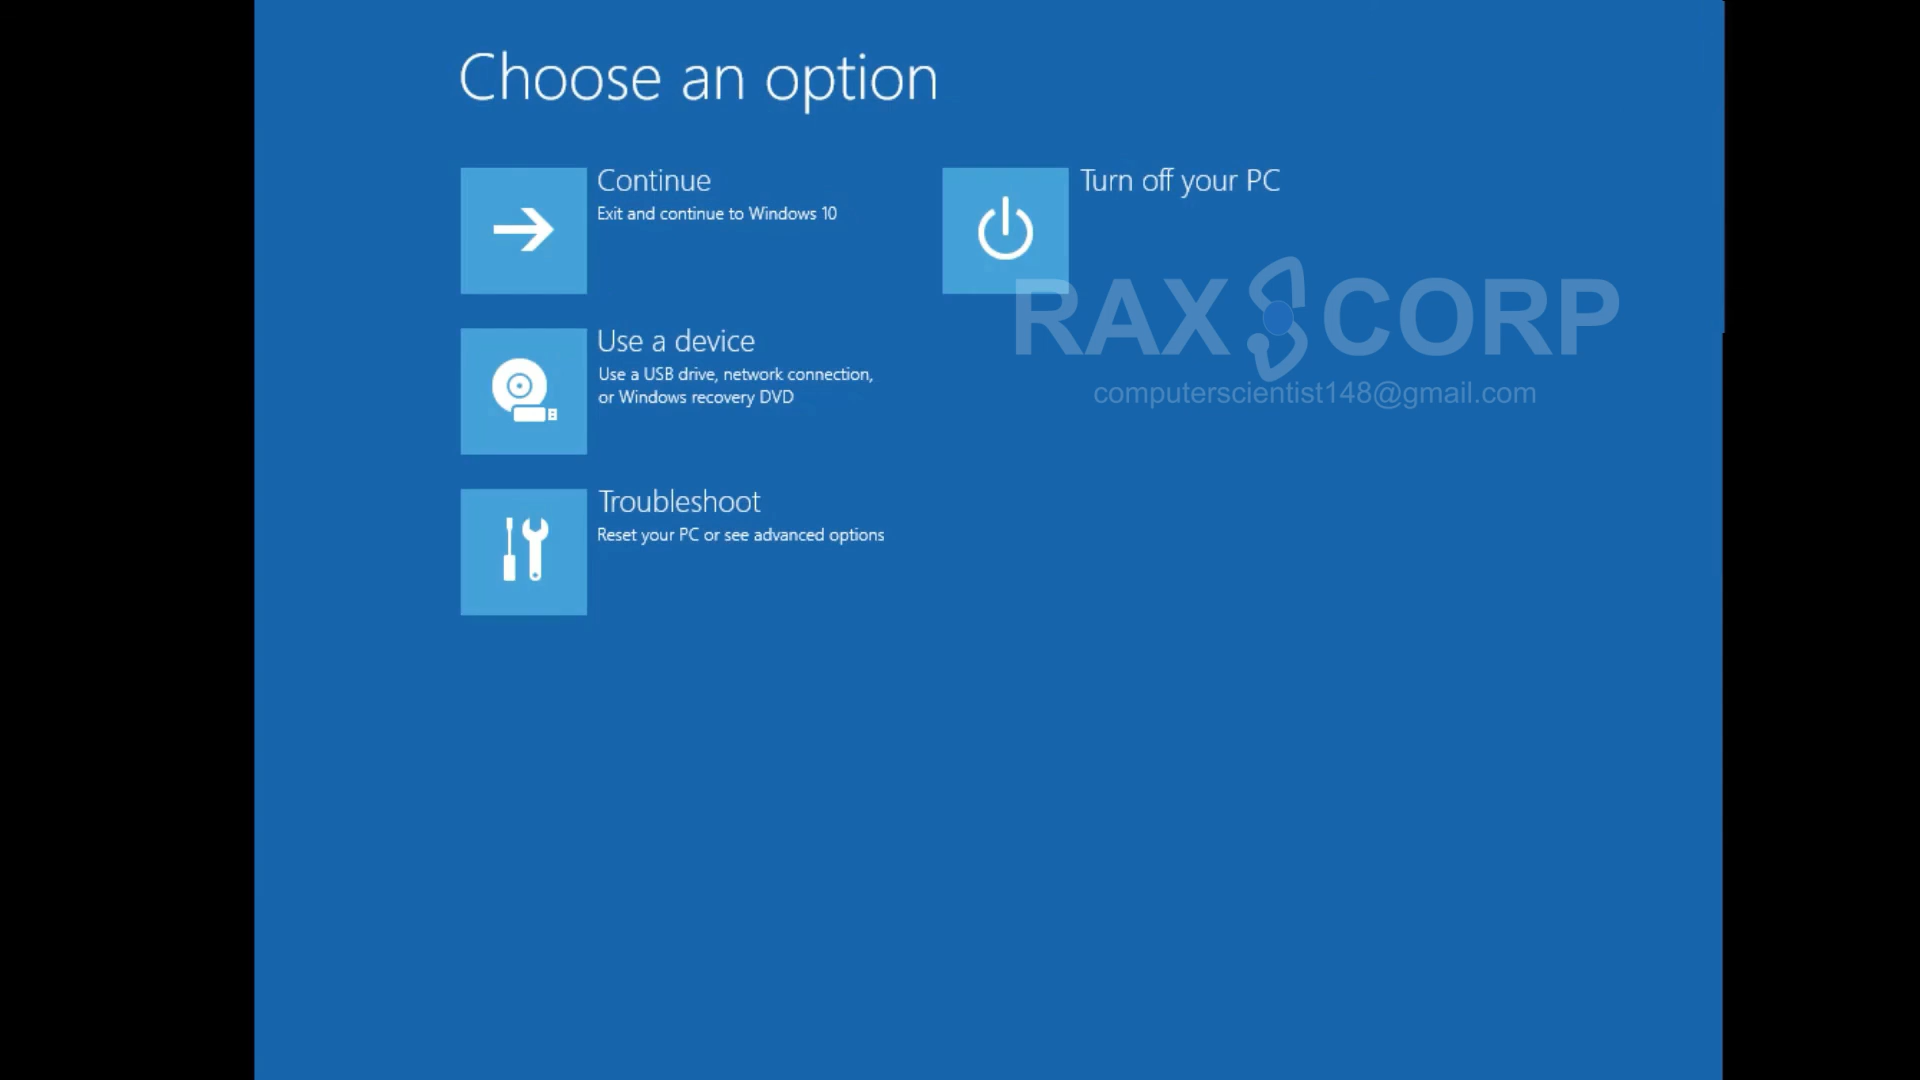 Choose an option
Continue
Exit and continue to Windows 10
Turn off your PC
Use a device
Use a USB drive, network connection,
or Windows recovery DVD
Troubleshoot
Reset your PC or see advanced options
RAX CORP
computerscientist148@gmail.com